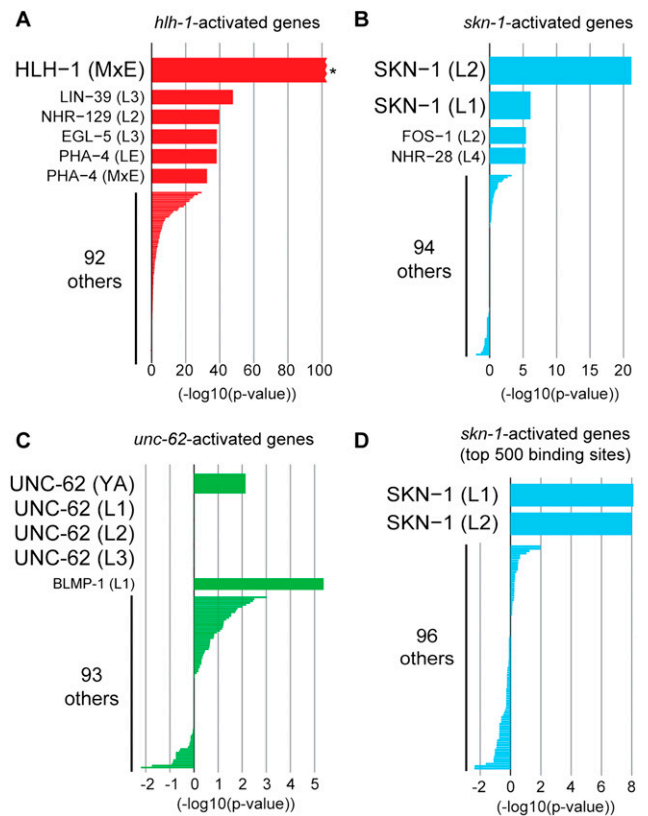 A
hlh-1-activated genes
HLH−1 (MxE)
*
LIN−39 (L3)
NHR−129 (L2)
EGL−5 (L3)
PHA−4 (LE)
PHA−4 (MxE)
92
others
0 20 40 60 80 100
(-log10(p-value))
B
skn-1-activated genes
SKN−1 (L2)
SKN−1 (L1)
FOS−1 (L2)
NHR−28 (L4)
94
others
0 5 10 15 20
(-log10(p-value))
C
unc-62-activated genes
UNC−62 (YA)
UNC−62 (L1)
UNC−62 (L2)
UNC−62 (L3)
BLMP−1 (L1)
93
others
-2 -1 0 1 2 3 4 5
(-log10(p-value))
D
skn-1-activated genes
(top 500 binding sites)
SKN−1 (L1)
SKN−1 (L2)
96
others
-2 0 2 4 6 8
(-log10(p-value))